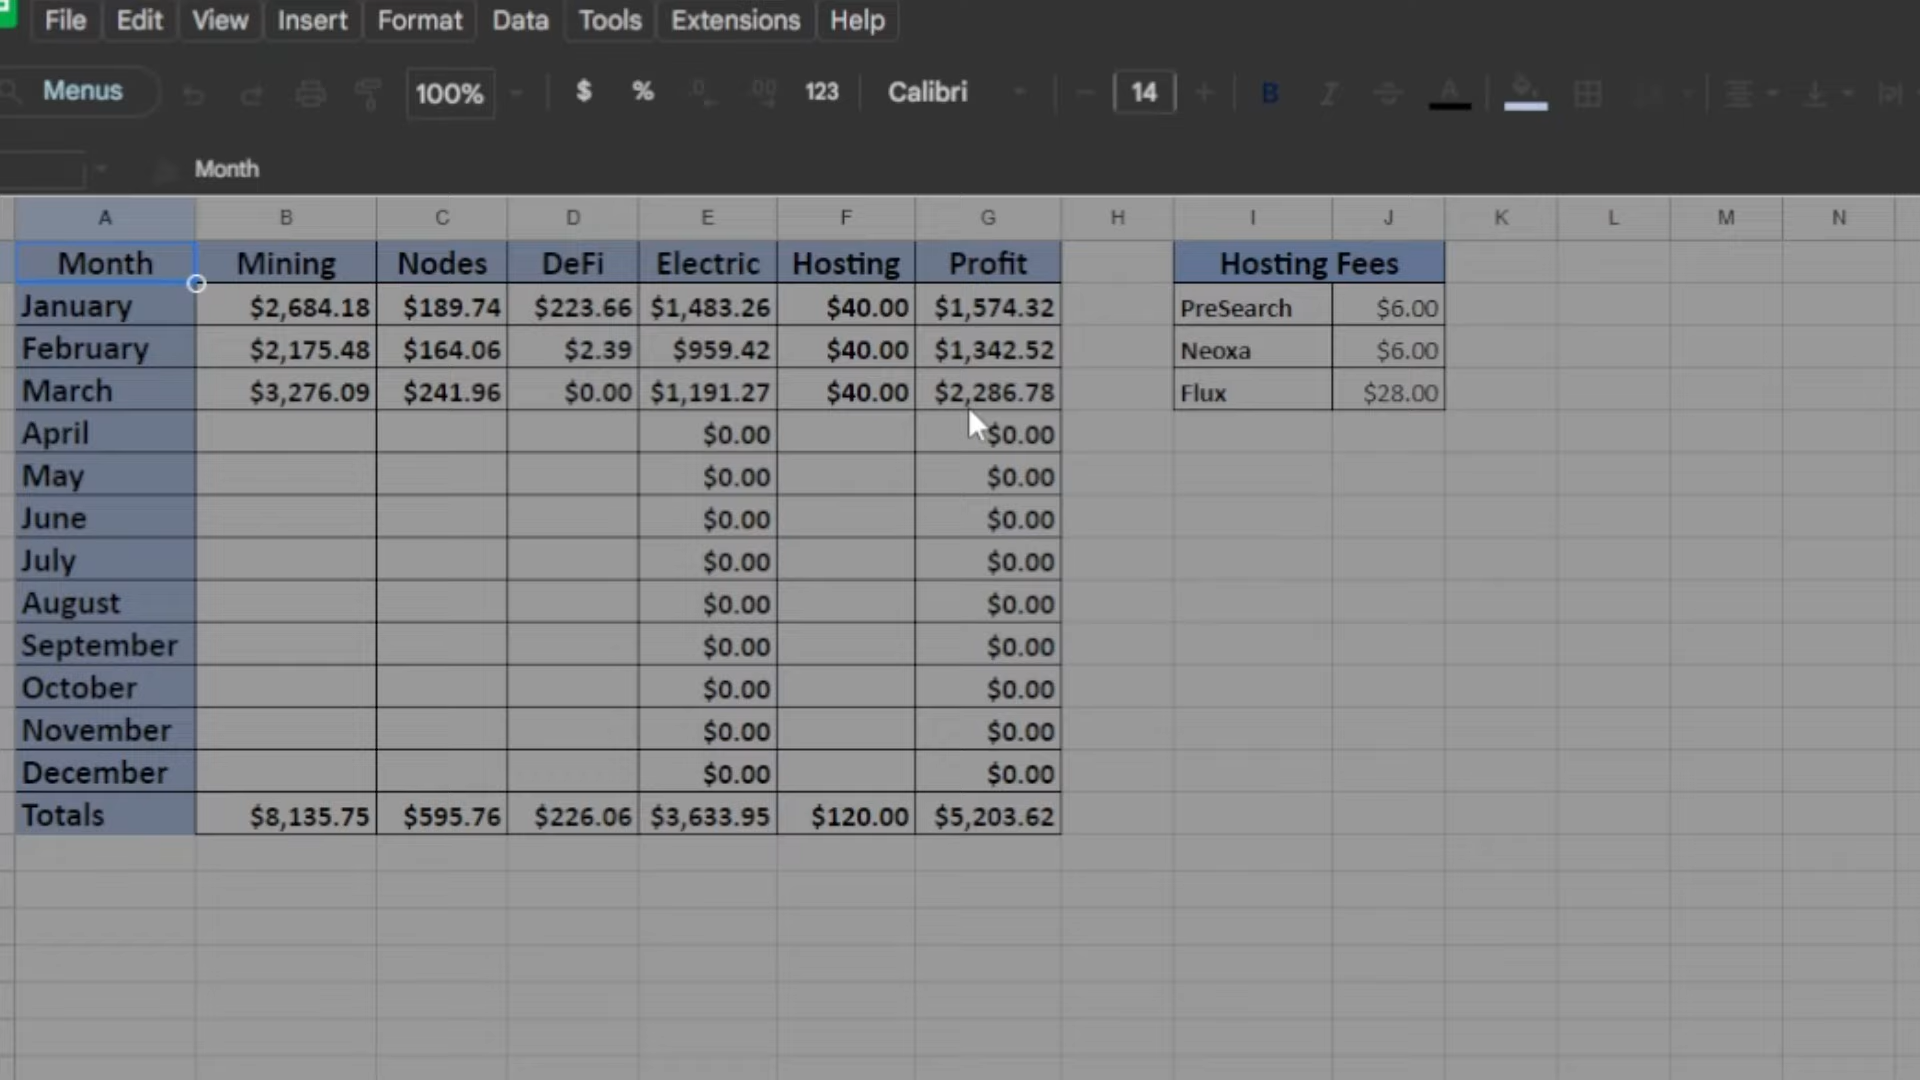 File Edit View Insert Format Data Tools Extensions Help
Menus 100% $ % .0 .00 123 Calibri 14 B I A
Month
A B C D E F G H I J K L M N
Month Mining Nodes DeFi Electric Hosting Profit Hosting Fees
January $2,684.18 $189.74 $223.66 $1,483.26 $40.00 $1,574.32 PreSearch $6.00
February $2,175.48 $164.06 $2.39 $959.42 $40.00 $1,342.52 Neoxa $6.00
March $3,276.09 $241.96 $0.00 $1,191.27 $40.00 $2,286.78 Flux $28.00
April $0.00 $0.00
May $0.00 $0.00
June $0.00 $0.00
July $0.00 $0.00
August $0.00 $0.00
September $0.00 $0.00
October $0.00 $0.00
November $0.00 $0.00
December $0.00 $0.00
Totals $8,135.75 $595.76 $226.06 $3,633.95 $120.00 $5,203.62